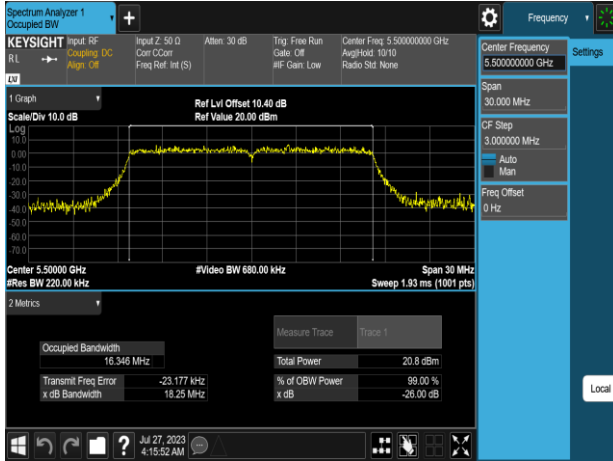 Spectrum Analyzer 1
Occupied BW
+
Frequency
KEYSIGHT
RL
LXI
Input: RF
Coupling: DC
Align: Off
Input Z: 50 Ω
Corr CCorr
Freq Ref: Int (S)
Atten: 30 dB
Trig: Free Run
Gate: Off
#IF Gain: Low
Center Freq: 5.500000000 GHz
Avg|Hold: 10/10
Radio Std: None
Center Frequency
5.500000000 GHz
Settings
Span
30.000 MHz
CF Step
3.000000 MHz
Auto
Man
Freq Offset
0 Hz
Local
1 Graph
Scale/Div 10.0 dB
Ref Lvl Offset 10.40 dB
Ref Value 20.00 dBm
Log
10.0
0.00
-10.0
-20.0
-30.0
-40.0
-50.0
-60.0
-70.0
Center 5.50000 GHz
#Res BW 220.00 kHz
#Video BW 680.00 kHz
Span 30 MHz
Sweep 1.93 ms (1001 pts)
2 Metrics
Measure Trace Trace 1
Occupied Bandwidth
16.346 MHz
Total Power 20.8 dBm
Transmit Freq Error -23.177 kHz
% of OBW Power 99.00 %
x dB Bandwidth 18.25 MHz
x dB -26.00 dB
?
Jul 27, 2023
4:15:52 AM